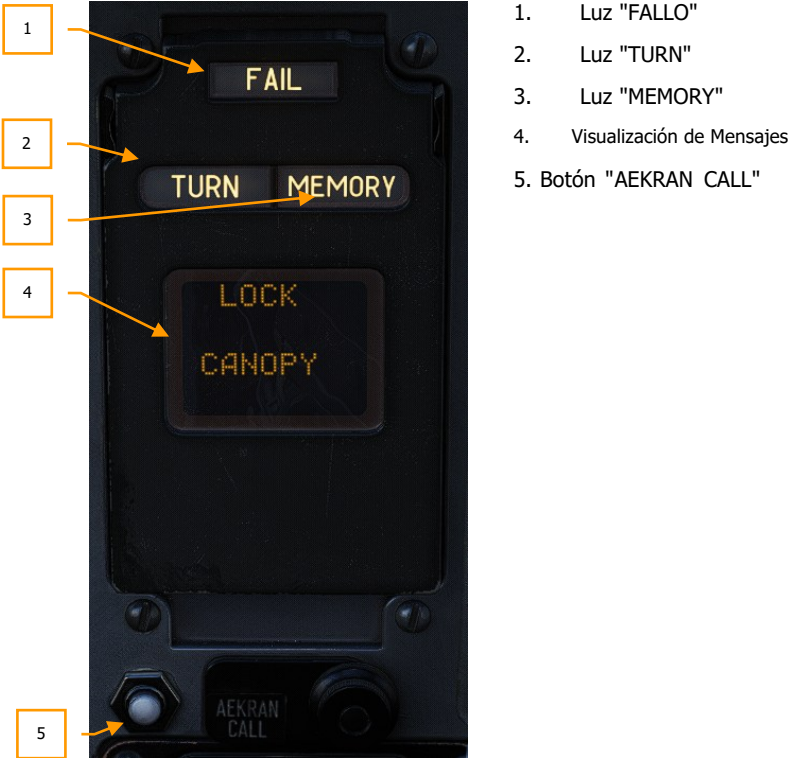 1
FAIL
2
TURN
MEMORY
3
4
LOCK
CANOPY
5
AEKRAN
CALL
1. Luz "FALLO"
2. Luz "TURN"
3. Luz "MEMORY"
4. Visualización de Mensajes
5. Botón "AEKRAN CALL"